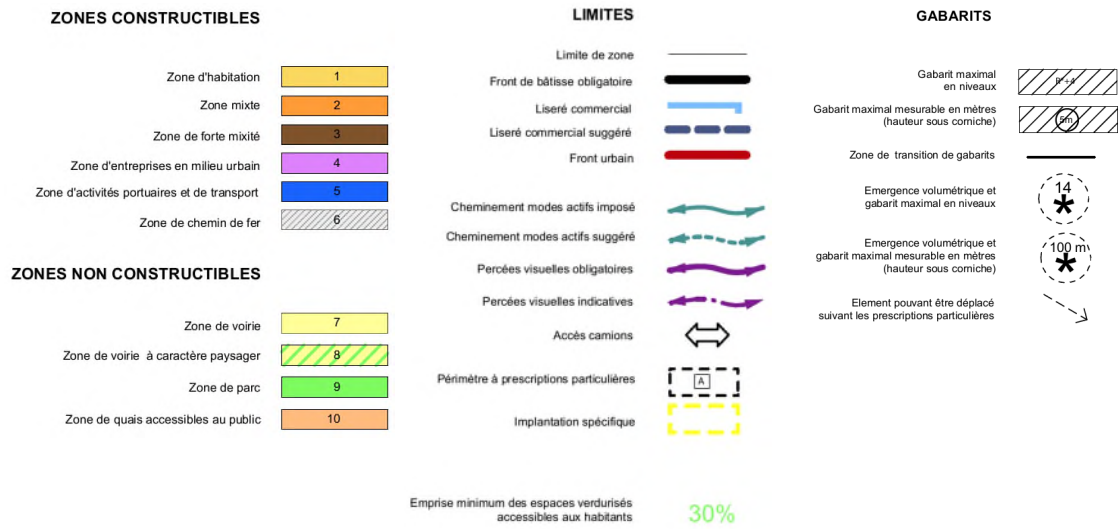 ZONES CONSTRUCTIBLES
Zone d'habitation
1
Zone mixte
2
Zone de forte mixité
3
Zone d'entreprises en milieu urbain
4
Zone d'activités portuaires et de transport
5
Zone de chemin de fer
6
ZONES NON CONSTRUCTIBLES
Zone de voirie
7
Zone de voirie à caractère paysager
8
Zone de parc
9
Zone de quais accessibles au public
10
LIMITES
Limite de zone
Front de bâtisse obligatoire
Liseré commercial
Liseré commercial suggéré
Front urbain
Cheminement modes actifs imposé
Cheminement modes actifs suggéré
Percées visuelles obligatoires
Percées visuelles indicatives
Accès camions
Périmètre à prescriptions particulières
A
Implantation spécifique
Emprise minimum des espaces verdurisés
accessibles aux habitants
30%
GABARITS
Gabarit maximal
en niveaux
Gabarit maximal mesurable en mètres
(hauteur sous corniche)
5m
Zone de transition de gabarits
Emergence volumétrique et
gabarit maximal en niveaux
14
*
Emergence volumétrique et
gabarit maximal mesurable en mètres
(hauteur sous corniche)
100 m
*
Element pouvant être déplacé
suivant les prescriptions particulières